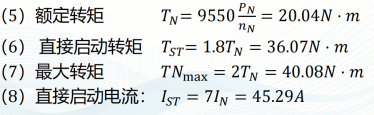 (5) 额定转矩 T_N = 9550 P_N/n_N = 20.04N · m
(6) 直接启动转矩 T_ST = 1.8T_N = 36.07N · m
(7) 最大转矩 TN_max = 2T_N = 40.08N · m
(8) 直接启动电流: I_ST = 7I_N = 45.29A